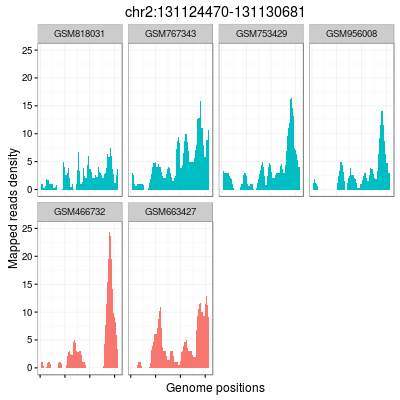 chr2:131124470-131130681
GSM818031 GSM767343 GSM753429 GSM956008
25
20
15
10
5
0
GSM466732 GSM663427
25
20
15
10
5
0
Mapped reads density
Genome positions